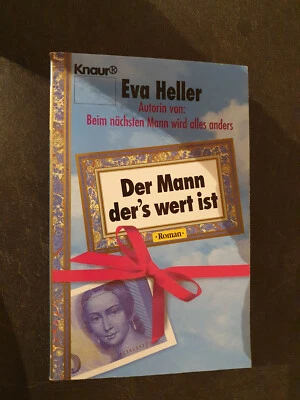 Knaur®
Eva Heller
Autorin von:
Beim nächsten Mann wird alles anders
Der Mann
der's wert ist
·Roman·